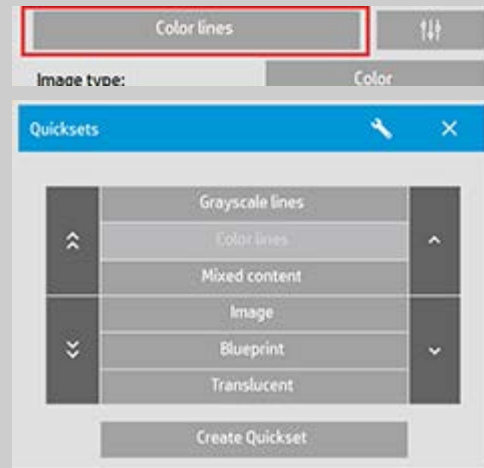 Color lines
Image type:
Color
Quicksets
Grayscale lines
Color lines
Mixed content
Image
Blueprint
Translucent
Create Quickset